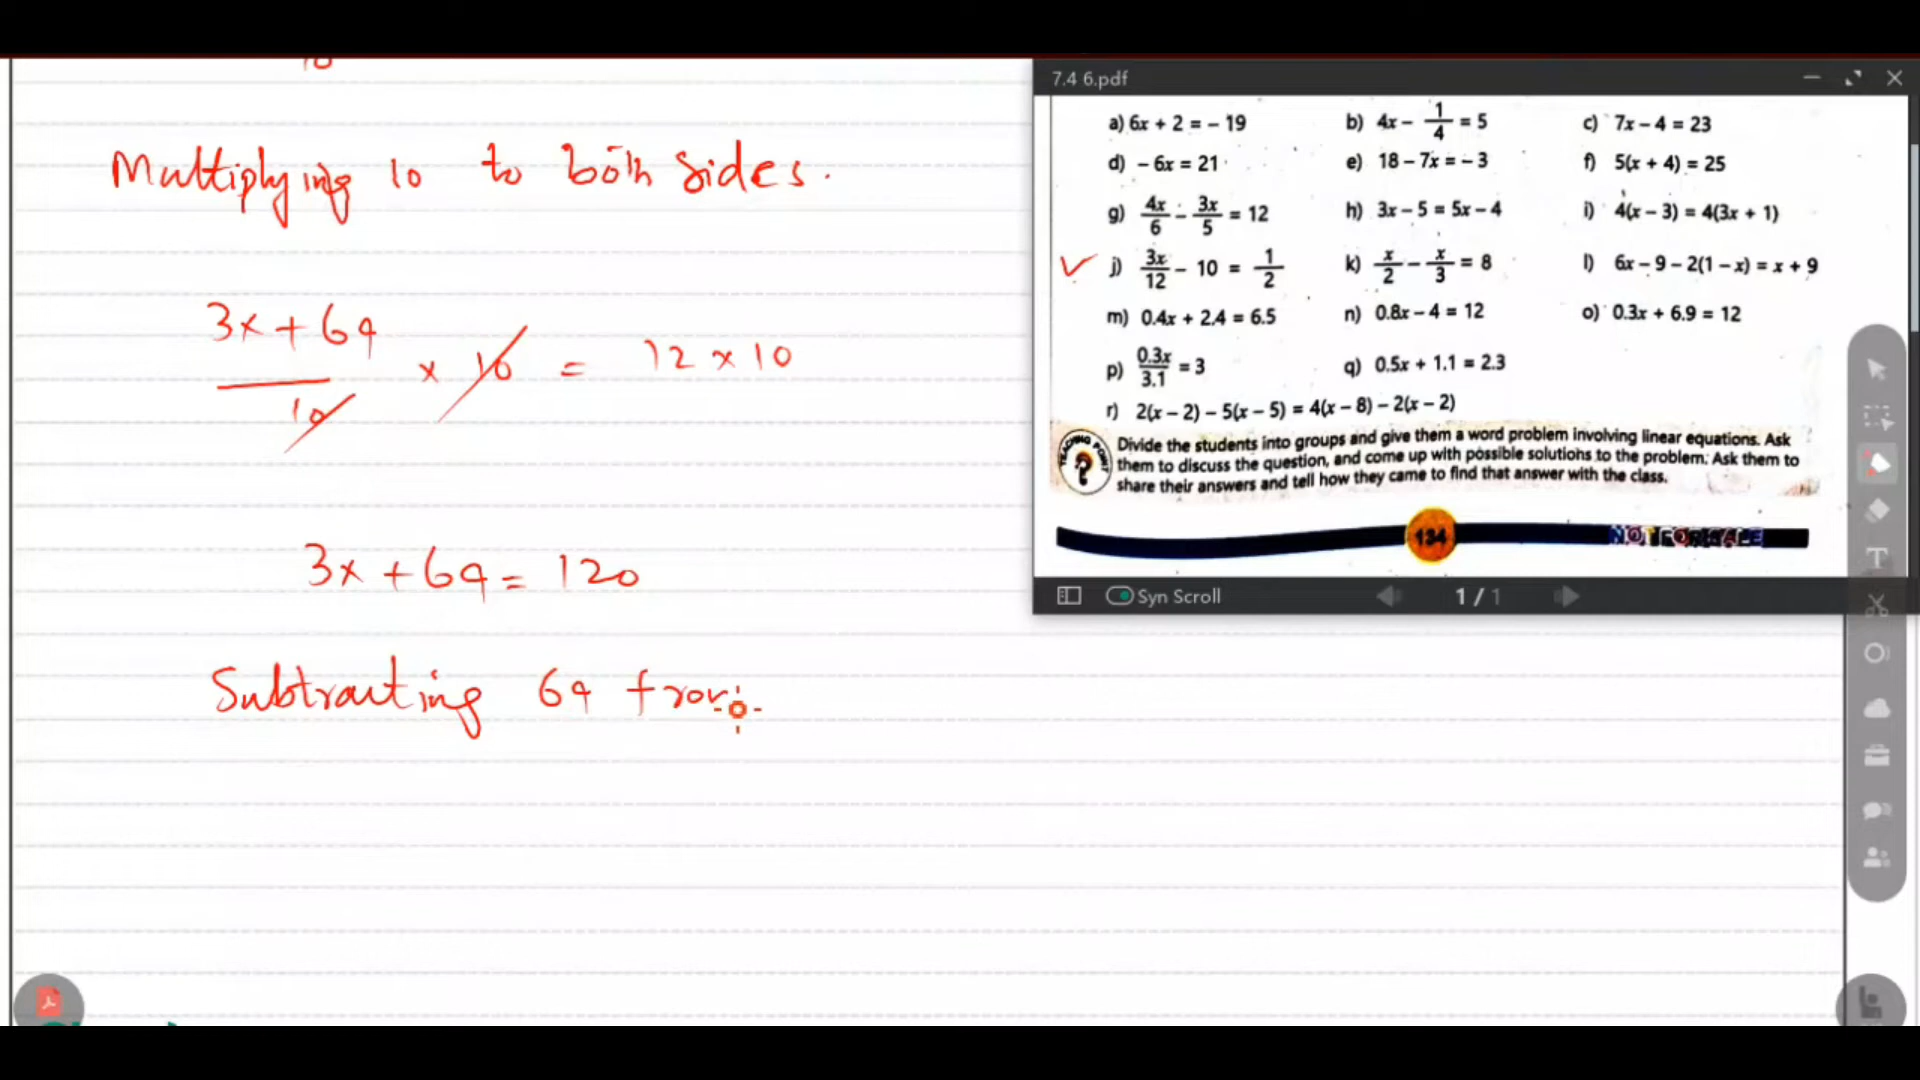 10
Multiplying 10 to both sides.
3x + 69
10
× 10 = 12 × 10
3x + 69 = 120
Subtracting 69 from
7.4 6.pdf
a) 6x + 2 = – 19
b) 4x – 1/4 = 5
c) 7x – 4 = 23
d) – 6x = 21
e) 18 – 7x = – 3
f) 5(x + 4) = 25
g) 4x/6 – 3x/5 = 12
h) 3x – 5 = 5x – 4
i) 4(x – 3) = 4(3x + 1)
j) 3x/12 – 10 = 1/2
k) x/2 – x/3 = 8
l) 6x – 9 – 2(1 – x) = x + 9
m) 0.4x + 2.4 = 6.5
n) 0.8x – 4 = 12
o) 0.3x + 6.9 = 12
p) 0.3x/3.1 = 3
q) 0.5x + 1.1 = 2.3
r) 2(x – 2) – 5(x – 5) = 4(x – 8) – 2(x – 2)
TEACHING POINT
Divide the students into groups and give them a word problem involving linear equations. Ask
them to discuss the question, and come up with possible solutions to the problem. Ask them to
share their answers and tell how they came to find that answer with the class.
134
NOT FOR SALE
Syn Scroll
1 / 1